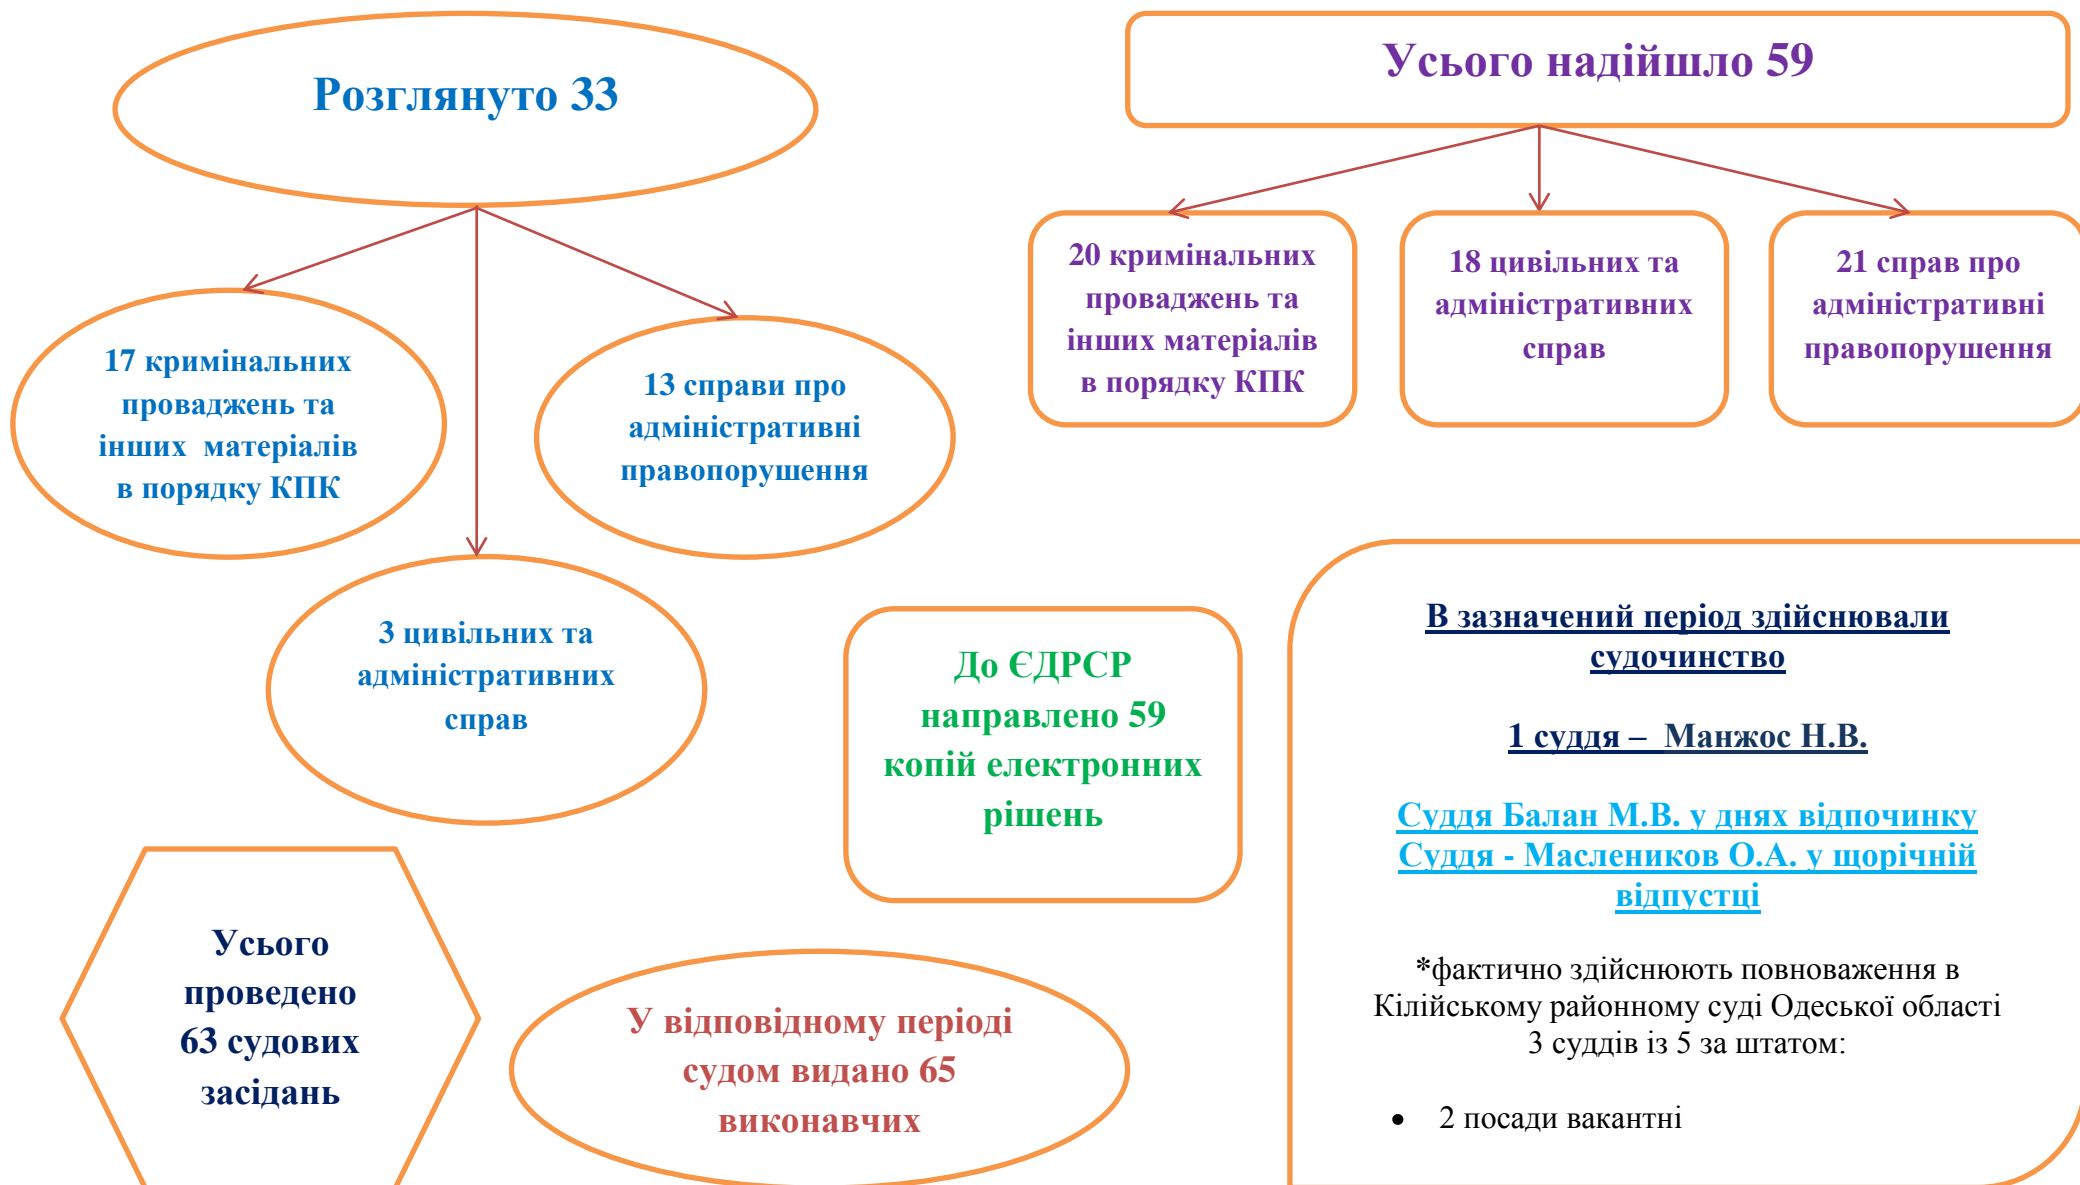 Розглянуто 33
Усього надійшло 59
17 кримінальних
проваджень та
інших матеріалів
в порядку КПК
13 справи про
адміністративні
правопорушення
3 цивільних та
адміністративних
справ
20 кримінальних
проваджень та
інших матеріалів
в порядку КПК
18 цивільних та
адміністративних
справ
21 справ про
адміністративні
правопорушення
До ЄДРСР
направлено 59
копій електронних
рішень
В зазначений період здійснювали
судочинство
1 суддя – Манжос Н.В.
Суддя Балан М.В. у днях відпочинку
Суддя - Маслеников О.А. у щорічній
відпустці
*фактично здійснюють повноваження в
Кілійському районному суді Одеської області
3 суддів із 5 за штатом:
• 2 посади вакантні
Усього
проведено
63 судових
засідань
У відповідному періоді
судом видано 65
виконавчих